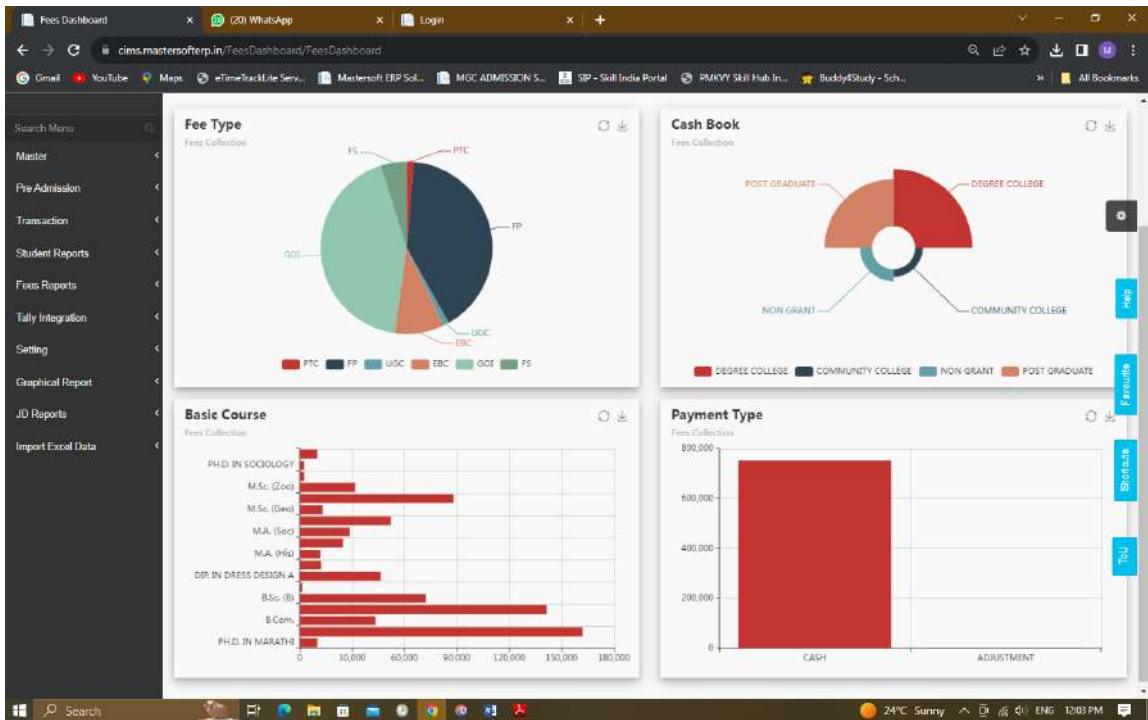 Fees Dashboard
(20) WhatsApp
Login
cims.mastersofterp.in/FeesDashboard/FeesDashboard
Gmail YouTube Maps eTimeTrackLite Serv... Mastersoft ERP Sol... MGC ADMISSION S... SIP - Skill India Portal PMKVY Skill Hub In... Buddy4Study - Sch... » All Bookmarks
Search Menu
Master
Pre Admission
Transaction
Student Reports
Fees Reports
Tally Integration
Setting
Graphical Report
JD Reports
Import Excel Data
Fee Type
Fees Collection
FS
PTC
FP
GOI
UGC
EBC
PTC FP UGC EBC GOI FS
Cash Book
Fees Collection
POST GRADUATE
DEGREE COLLEGE
NON GRANT
COMMUNITY COLLEGE
DEGREE COLLEGE COMMUNITY COLLEGE NON GRANT POST GRADUATE
Basic Course
Fees Collection
PH.D. IN SOCIOLOGY
M.Sc. (Zoo)
M.Sc. (Geo)
M.A. (Soc)
M.A. (His)
DIP. IN DRESS DESIGN A
B.Sc. (B)
B.Com.
PH.D. IN MARATHI
0 30,000 60,000 90,000 120,000 150,000 180,000
Payment Type
Fees Collection
800,000
600,000
400,000
200,000
0
CASH ADJUSTMENT
Help
Favourite
Shortcuts
ToU
Search
24°C Sunny ENG 12:03 PM